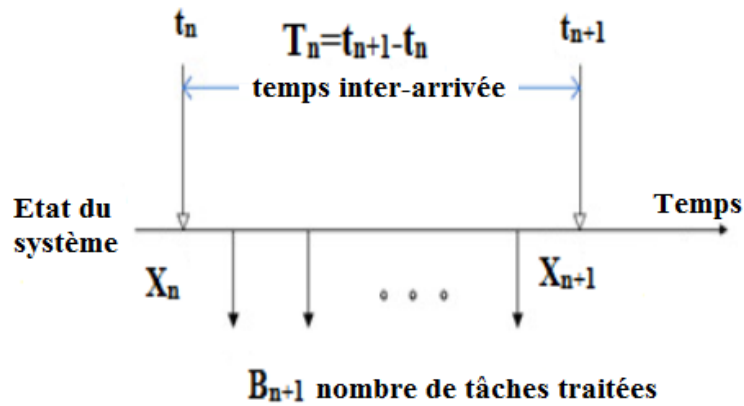 tn
Tn=tn+1-tn
tn+1
temps inter-arrivée
Etat du
système
Temps
Xn
Xn+1
Bn+1 nombre de tâches traitées